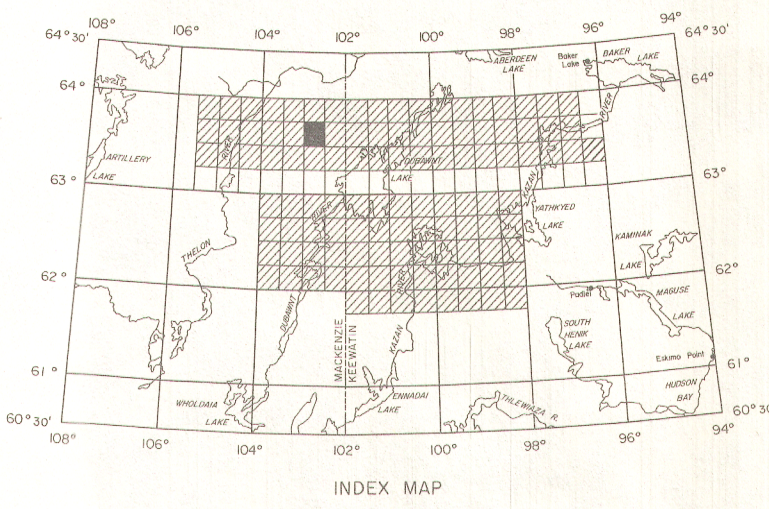 108° 106° 104° 102° 100° 98° 96° 94°
64° 30' 64° 30'
ABERDEEN
LAKE
Baker
Lake
BAKER
LAKE
64° 64°
RIVER
RIVER
ARTILLERY
LAKE
DUBAWNT
LAKE
63° 63°
KAZAN
RIVER
YATHKYED
LAKE
KAMINAK
LAKE
THELON
62° 62°
RIVER
Padlei
MAGUSE
LAKE
DUBAWNT
MACKENZIE
KEEWATIN
KAZAN
SOUTH
HENIK
LAKE
Eskimo Point
61° 61°
HUDSON
BAY
WHOLDAIA
LAKE
ENNADAI
LAKE
THLEWIAZA R.
60° 30' 60° 30'
108° 106° 104° 102° 100° 98° 96° 94°
INDEX MAP